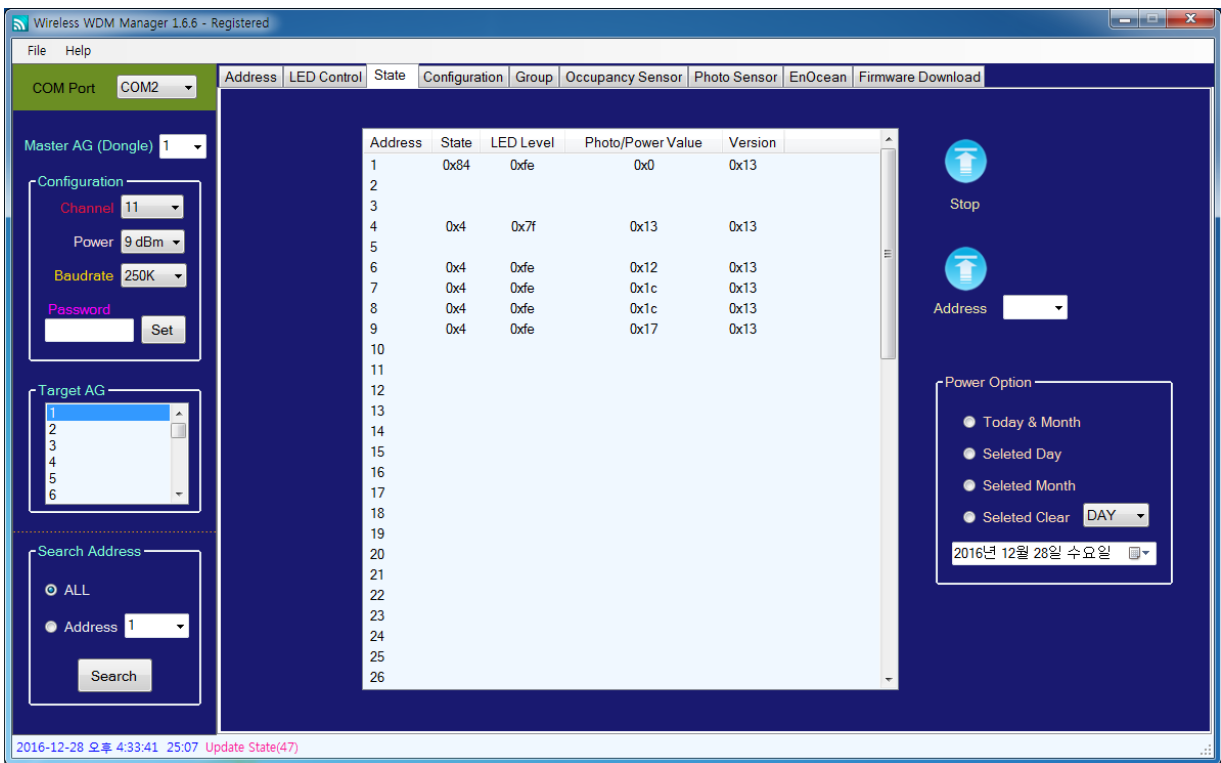 Wireless WDM Manager 1.6.6 - Registered
File Help
COM Port COM2
Address LED Control State Configuration Group Occupancy Sensor Photo Sensor EnOcean Firmware Download
Master AG (Dongle) 1
Configuration
Channel 11
Power 9 dBm
Baudrate 250K
Password
Set
Target AG
1
2
3
4
5
6
Search Address
ALL
Address 1
Search
Address State LED Level Photo/Power Value Version
1 0x84 0xfe 0x0 0x13
2
3
4 0x4 0x7f 0x13 0x13
5
6 0x4 0xfe 0x12 0x13
7 0x4 0xfe 0x1c 0x13
8 0x4 0xfe 0x1c 0x13
9 0x4 0xfe 0x17 0x13
10
11
12
13
14
15
16
17
18
19
20
21
22
23
24
25
26
Stop
Address
Power Option
Today & Month
Seleted Day
Seleted Month
Seleted Clear DAY
2016년 12월 28일 수요일
2016-12-28 오후 4:33:41 25:07 Update State(47)